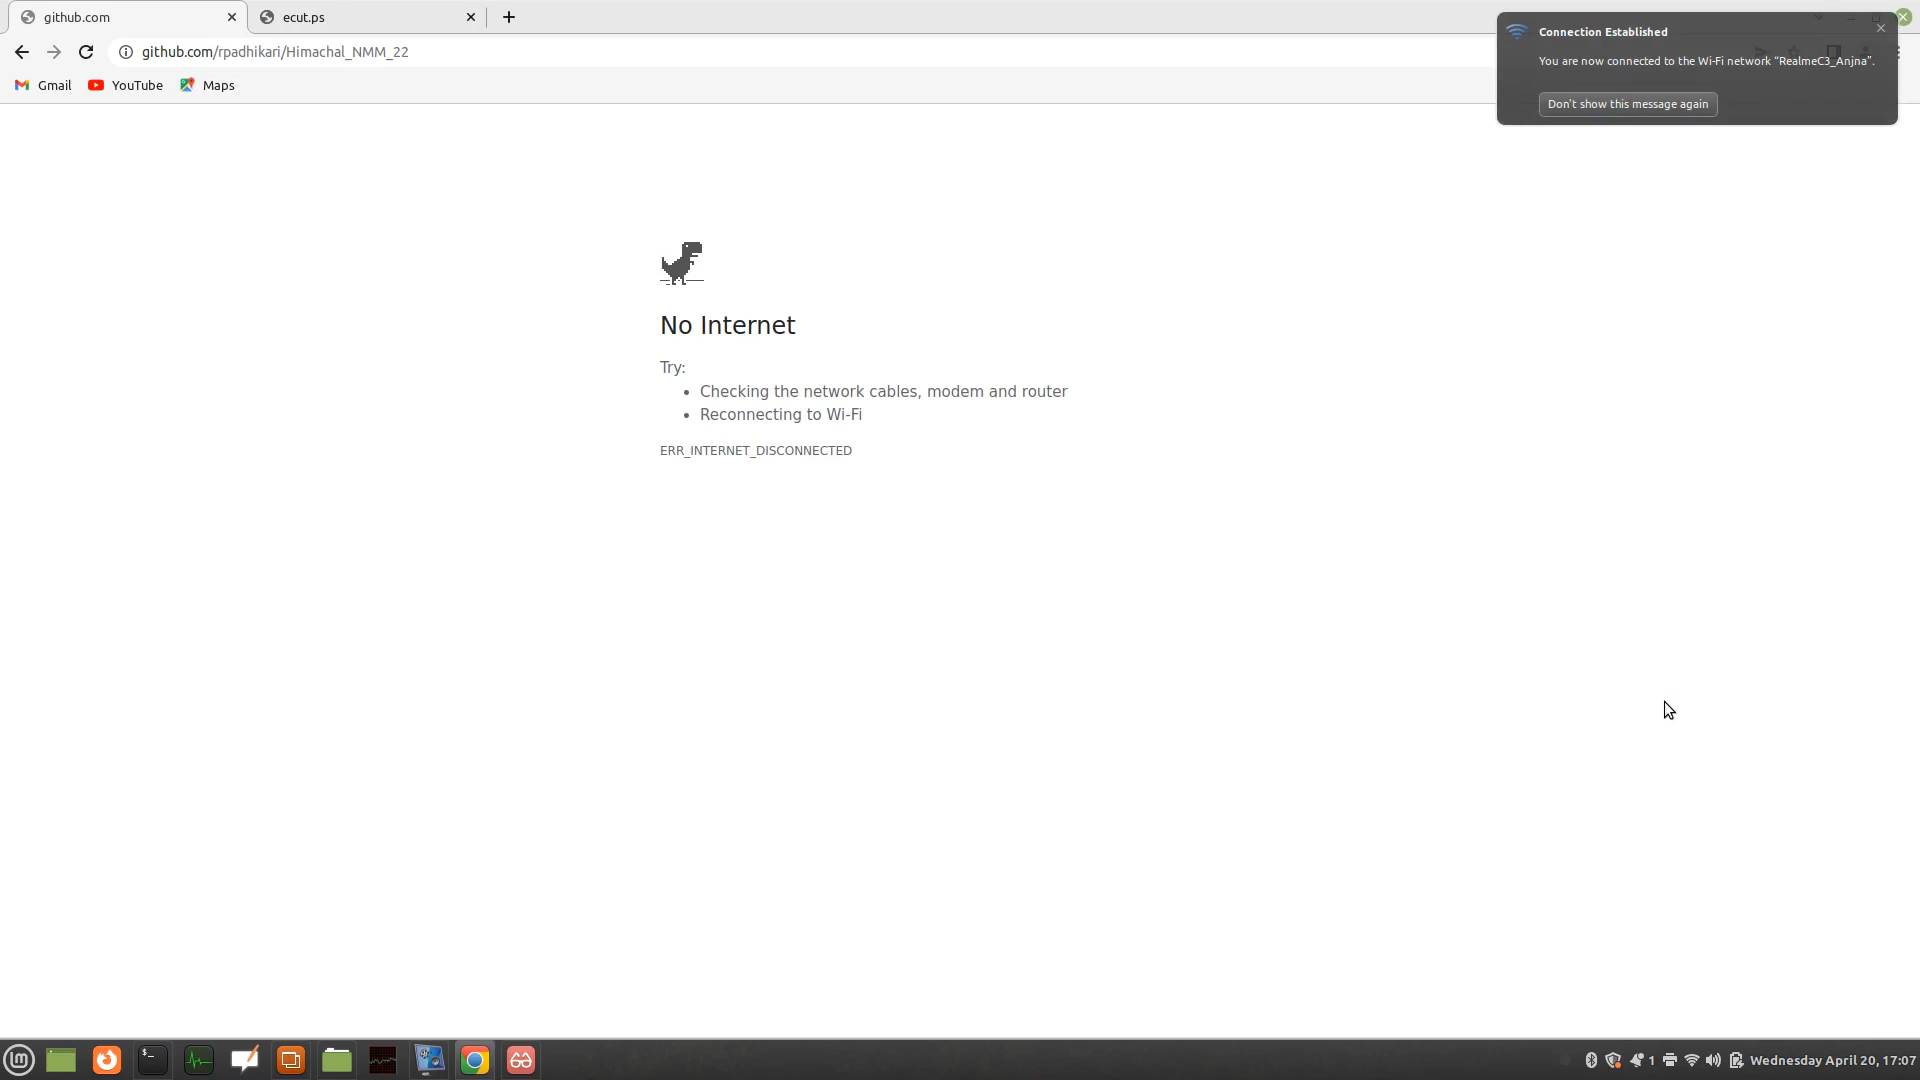 github.com
ecut.ps
github.com/rpadhikari/Himachal_NMM_22
Gmail
YouTube
Maps
Connection Established
You are now connected to the Wi-Fi network “RealmeC3_Anjna”.
Don't show this message again
No Internet
Try:
• Checking the network cables, modem and router
• Reconnecting to Wi-Fi
ERR_INTERNET_DISCONNECTED
1 Wednesday April 20, 17:07